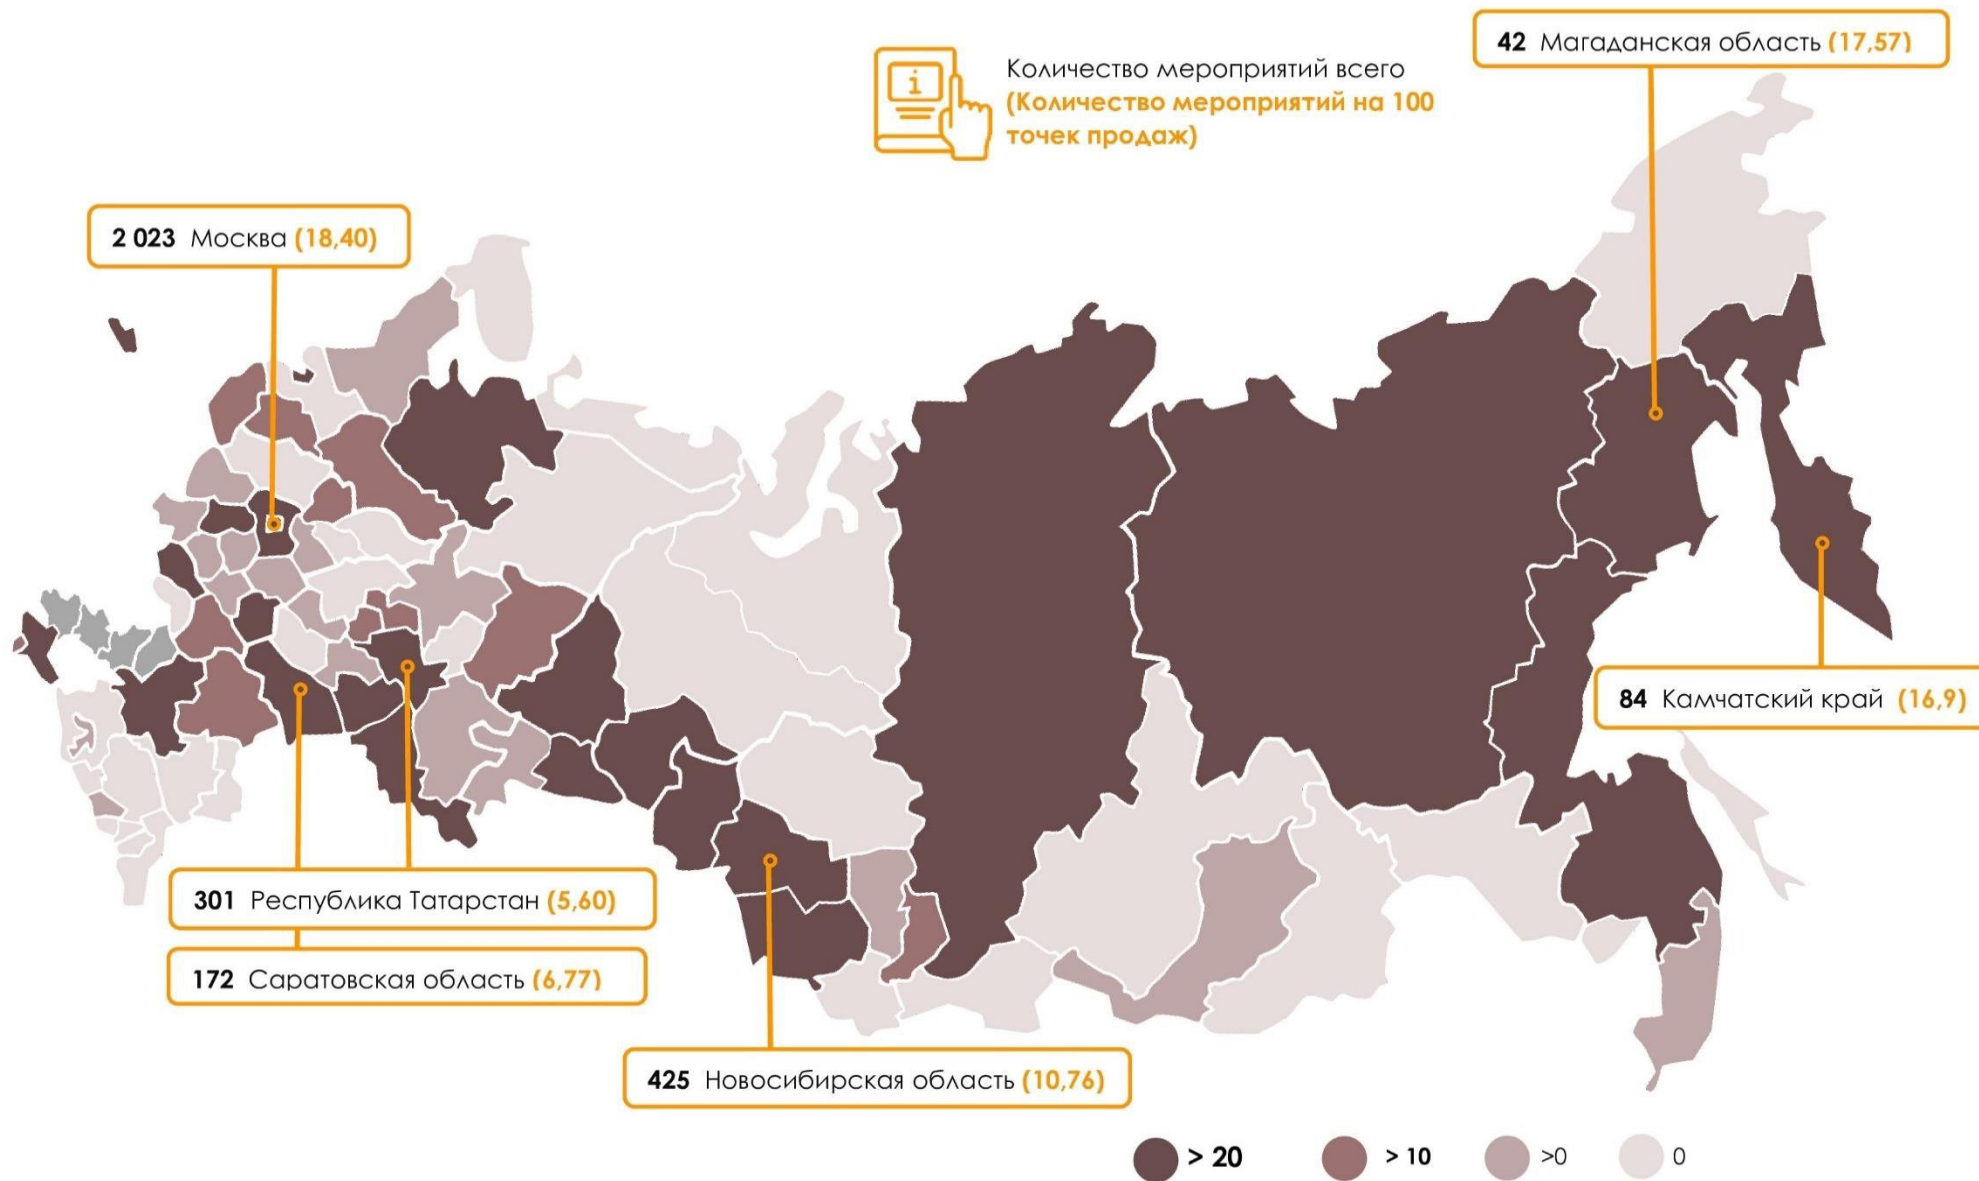 42 Магаданская область (17,57)
Количество мероприятий всего
(Количество мероприятий на 100
точек продаж)
i
2 023 Москва (18,40)
84 Камчатский край (16,9)
301 Республика Татарстан (5,60)
172 Саратовская область (6,77)
425 Новосибирская область (10,76)
> 20 > 10 >0 0